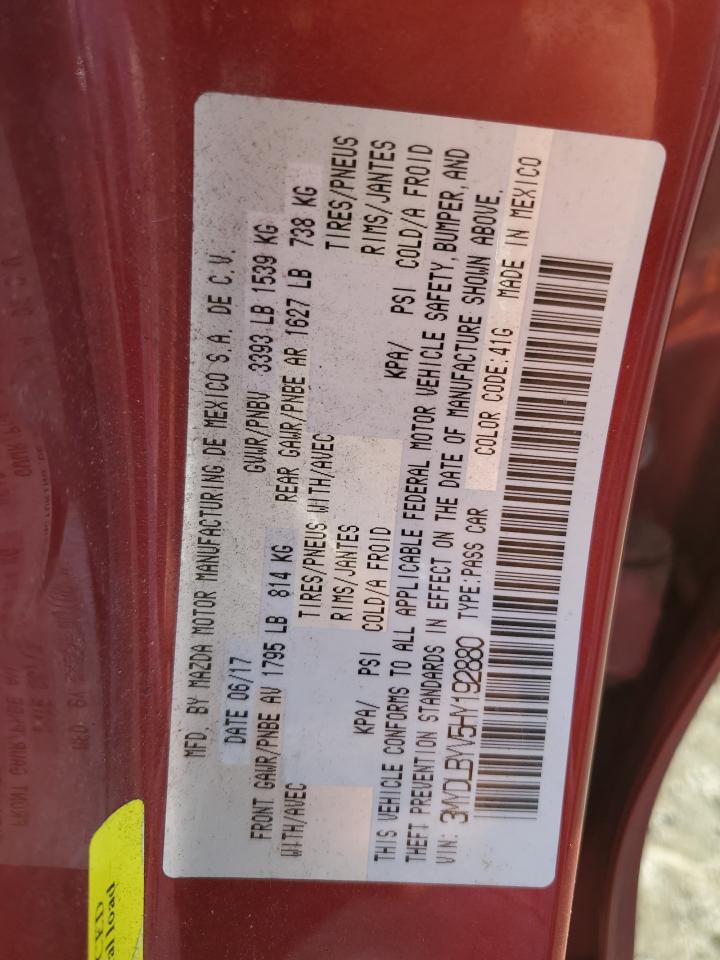 MFD. BY MAZDA MOTOR MANUFACTURING DE MEXICO S.A. DE C.V.
DATE 06/17 GVWR/PNBV 3393 LB 1539 KG
FRONT GAWR/PNBE AV 1795 LB 814 KG REAR GAWR/PNBE AR 1627 LB 738 KG
WITH/AVEC TIRES/PNEUS WITH/AVEC TIRES/PNEUS
RIMS/JANTES RIMS/JANTES
KPA/ PSI COLD/A FROID KPA/ PSI COLD/A FROID
THIS VEHICLE CONFORMS TO ALL APPLICABLE FEDERAL MOTOR VEHICLE SAFETY, BUMPER, AND
THEFT PREVENTION STANDARDS IN EFFECT ON THE DATE OF MANUFACTURE SHOWN ABOVE.
VIN: 3MYDLBYV5HY192880 TYPE:PASS CAR COLOR CODE:41G MADE IN MEXICO
al load